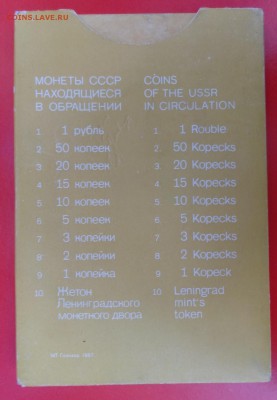 COINS.LAVE.RU
МОНЕТЫ СССР
НАХОДЯЩИЕСЯ
В ОБРАЩЕНИИ
1 1 рубль
2 50 копеек
3 20 копеек
4 15 копеек
5 10 копеек
6 5 копеек
7 3 копейки
8 2 копейки
9 1 копейка
10 Жетон
Ленинградского
монетного двора
COINS
OF THE USSR
IN CIRCULATION
1 1 Rouble
2 50 Kopecks
3 20 Kopecks
4 15 Kopecks
5 10 Kopecks
6 5 Kopecks
7 3 Kopecks
8 2 Kopecks
9 1 Kopeck
10 Leningrad
mint's
token